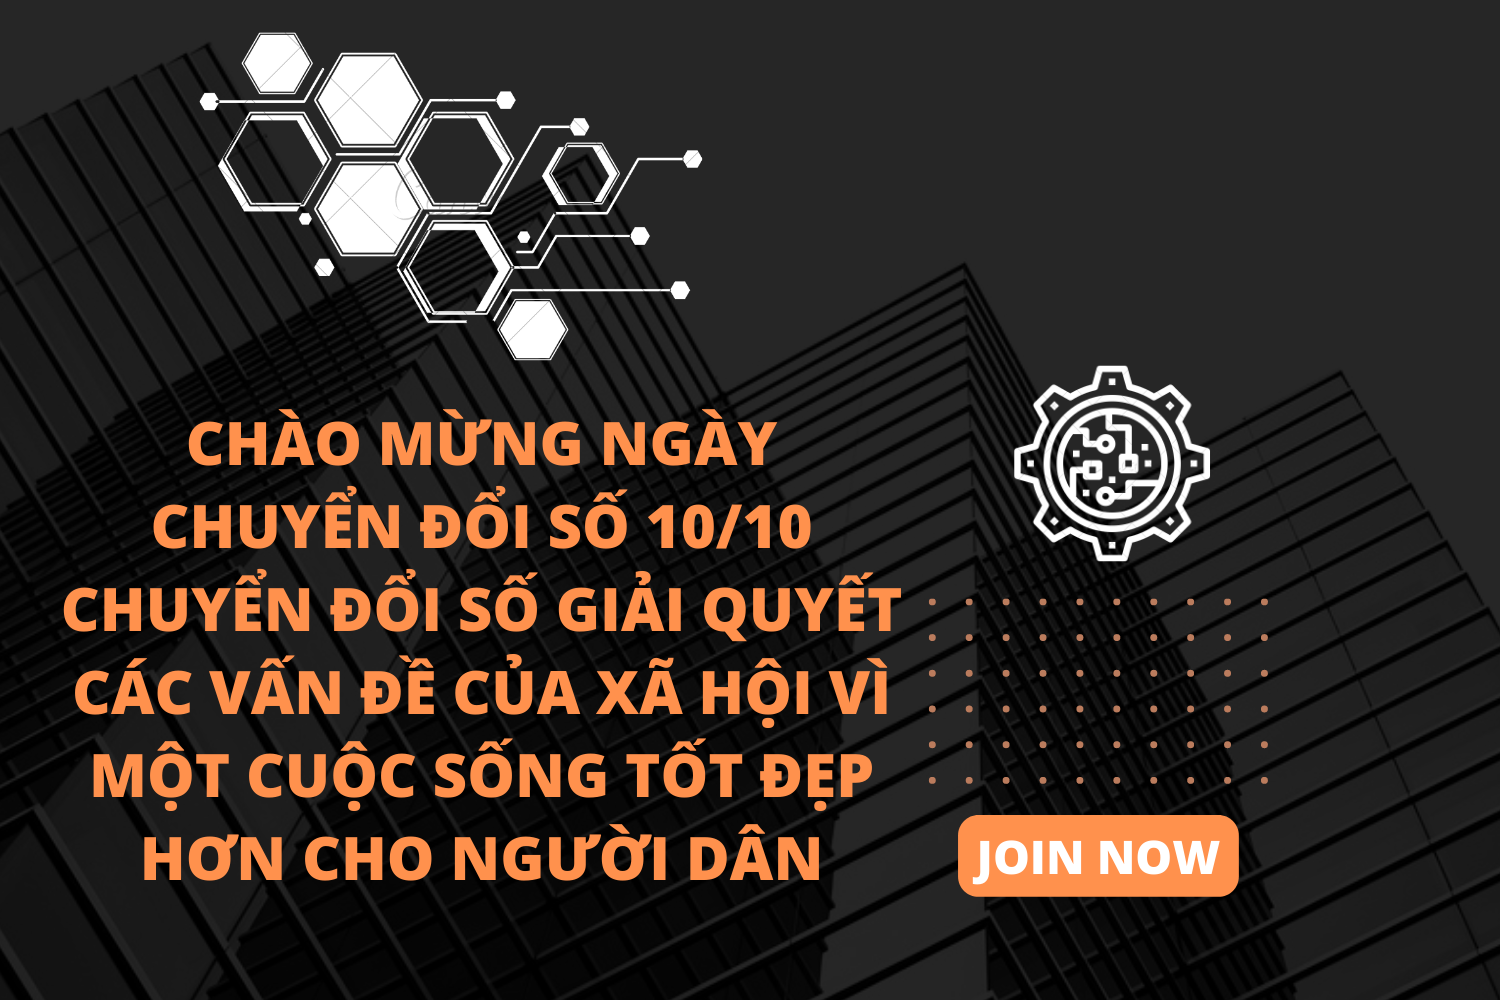 CHÀO MỪNG NGÀY
CHUYỂN ĐỔI SỐ 10/10
CHUYỂN ĐỔI SỐ GIẢI QUYẾT
CÁC VẤN ĐỀ CỦA XÃ HỘI VÌ
MỘT CUỘC SỐNG TỐT ĐẸP
HƠN CHO NGƯỜI DÂN
JOIN NOW